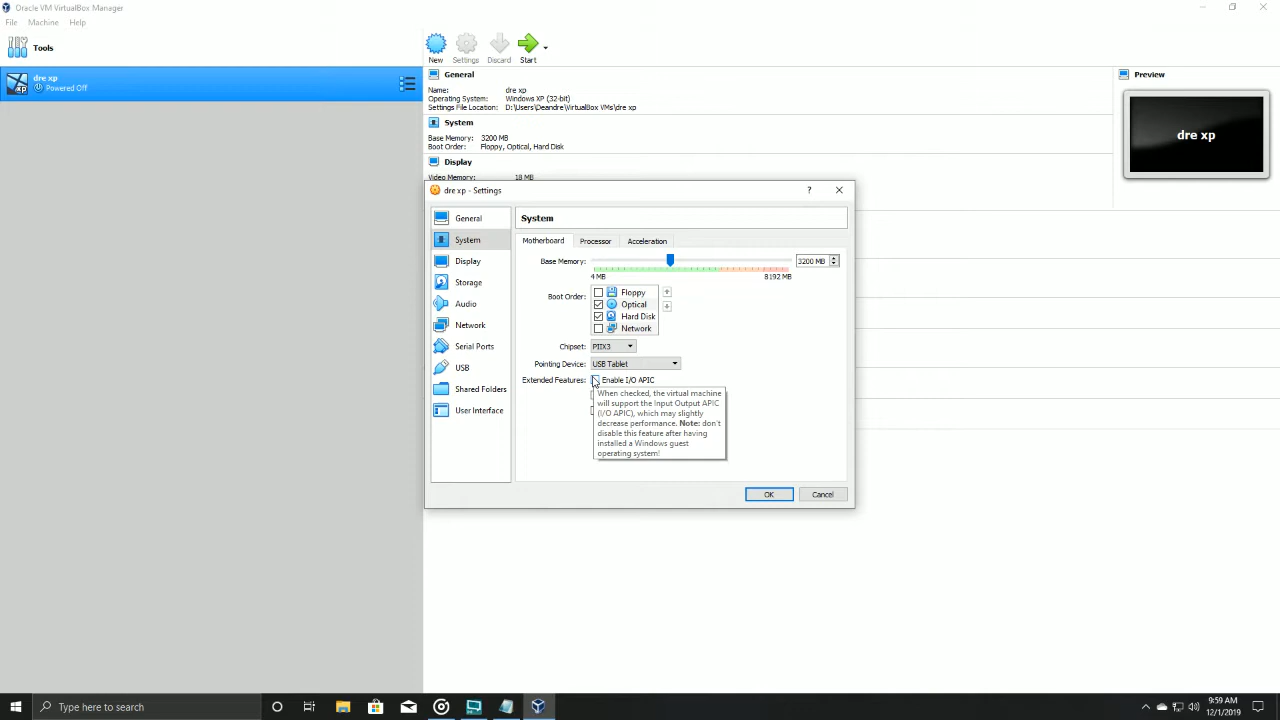 Oracle VM VirtualBox Manager
File Machine Help
Tools
New Settings Discard Start
dre xp
Powered Off
xp
General
Name: dre xp
Operating System: Windows XP (32-bit)
Settings File Location: D:\Users\Deandre\VirtualBox VMs\dre xp
System
Base Memory: 3200 MB
Boot Order: Floppy, Optical, Hard Disk
Display
Video Memory: 18 MB
Preview
dre xp
dre xp - Settings
?
General
System
Display
Storage
Audio
Network
Serial Ports
USB
Shared Folders
User Interface
System
Motherboard Processor Acceleration
Base Memory: 3200 MB
4 MB 8192 MB
Boot Order: Floppy
Optical
Hard Disk
Network
Chipset: PIIX3
Pointing Device: USB Tablet
Extended Features: Enable I/O APIC
When checked, the virtual machine
will support the Input Output APIC
(I/O APIC), which may slightly
decrease performance. Note: don't
disable this feature after having
installed a Windows guest
operating system!
OK Cancel
Type here to search
9:59 AM
12/1/2019